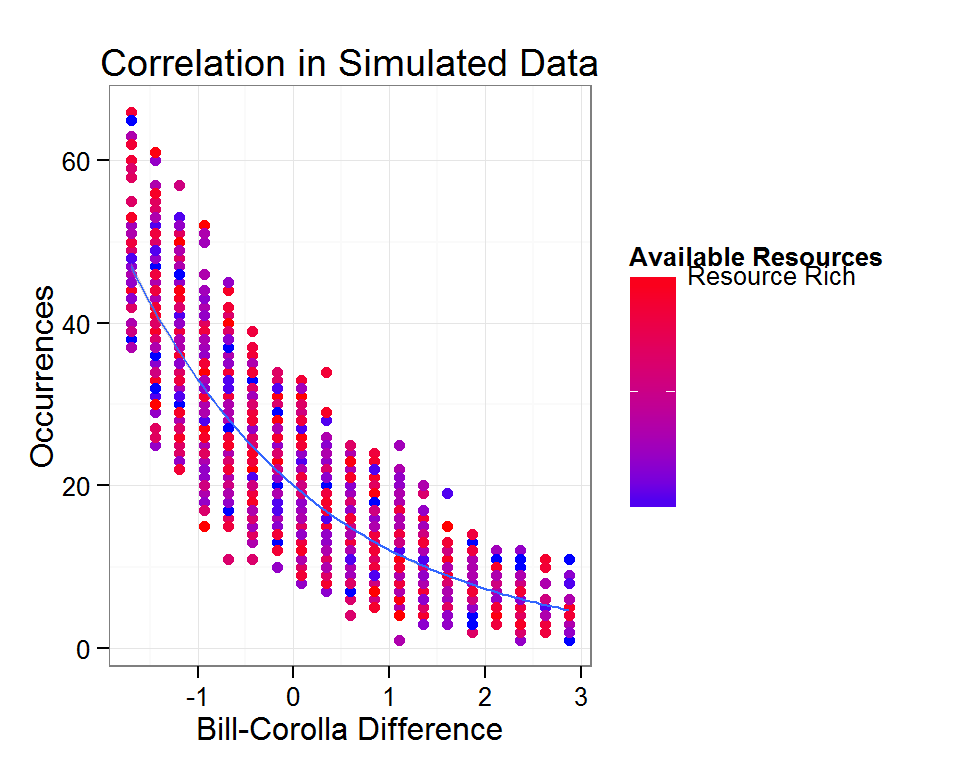 Correlation in Simulated Data
Occurrences
60
40
20
0
-1 0 1 2 3
Bill-Corolla Difference
Available Resources
Resource Rich